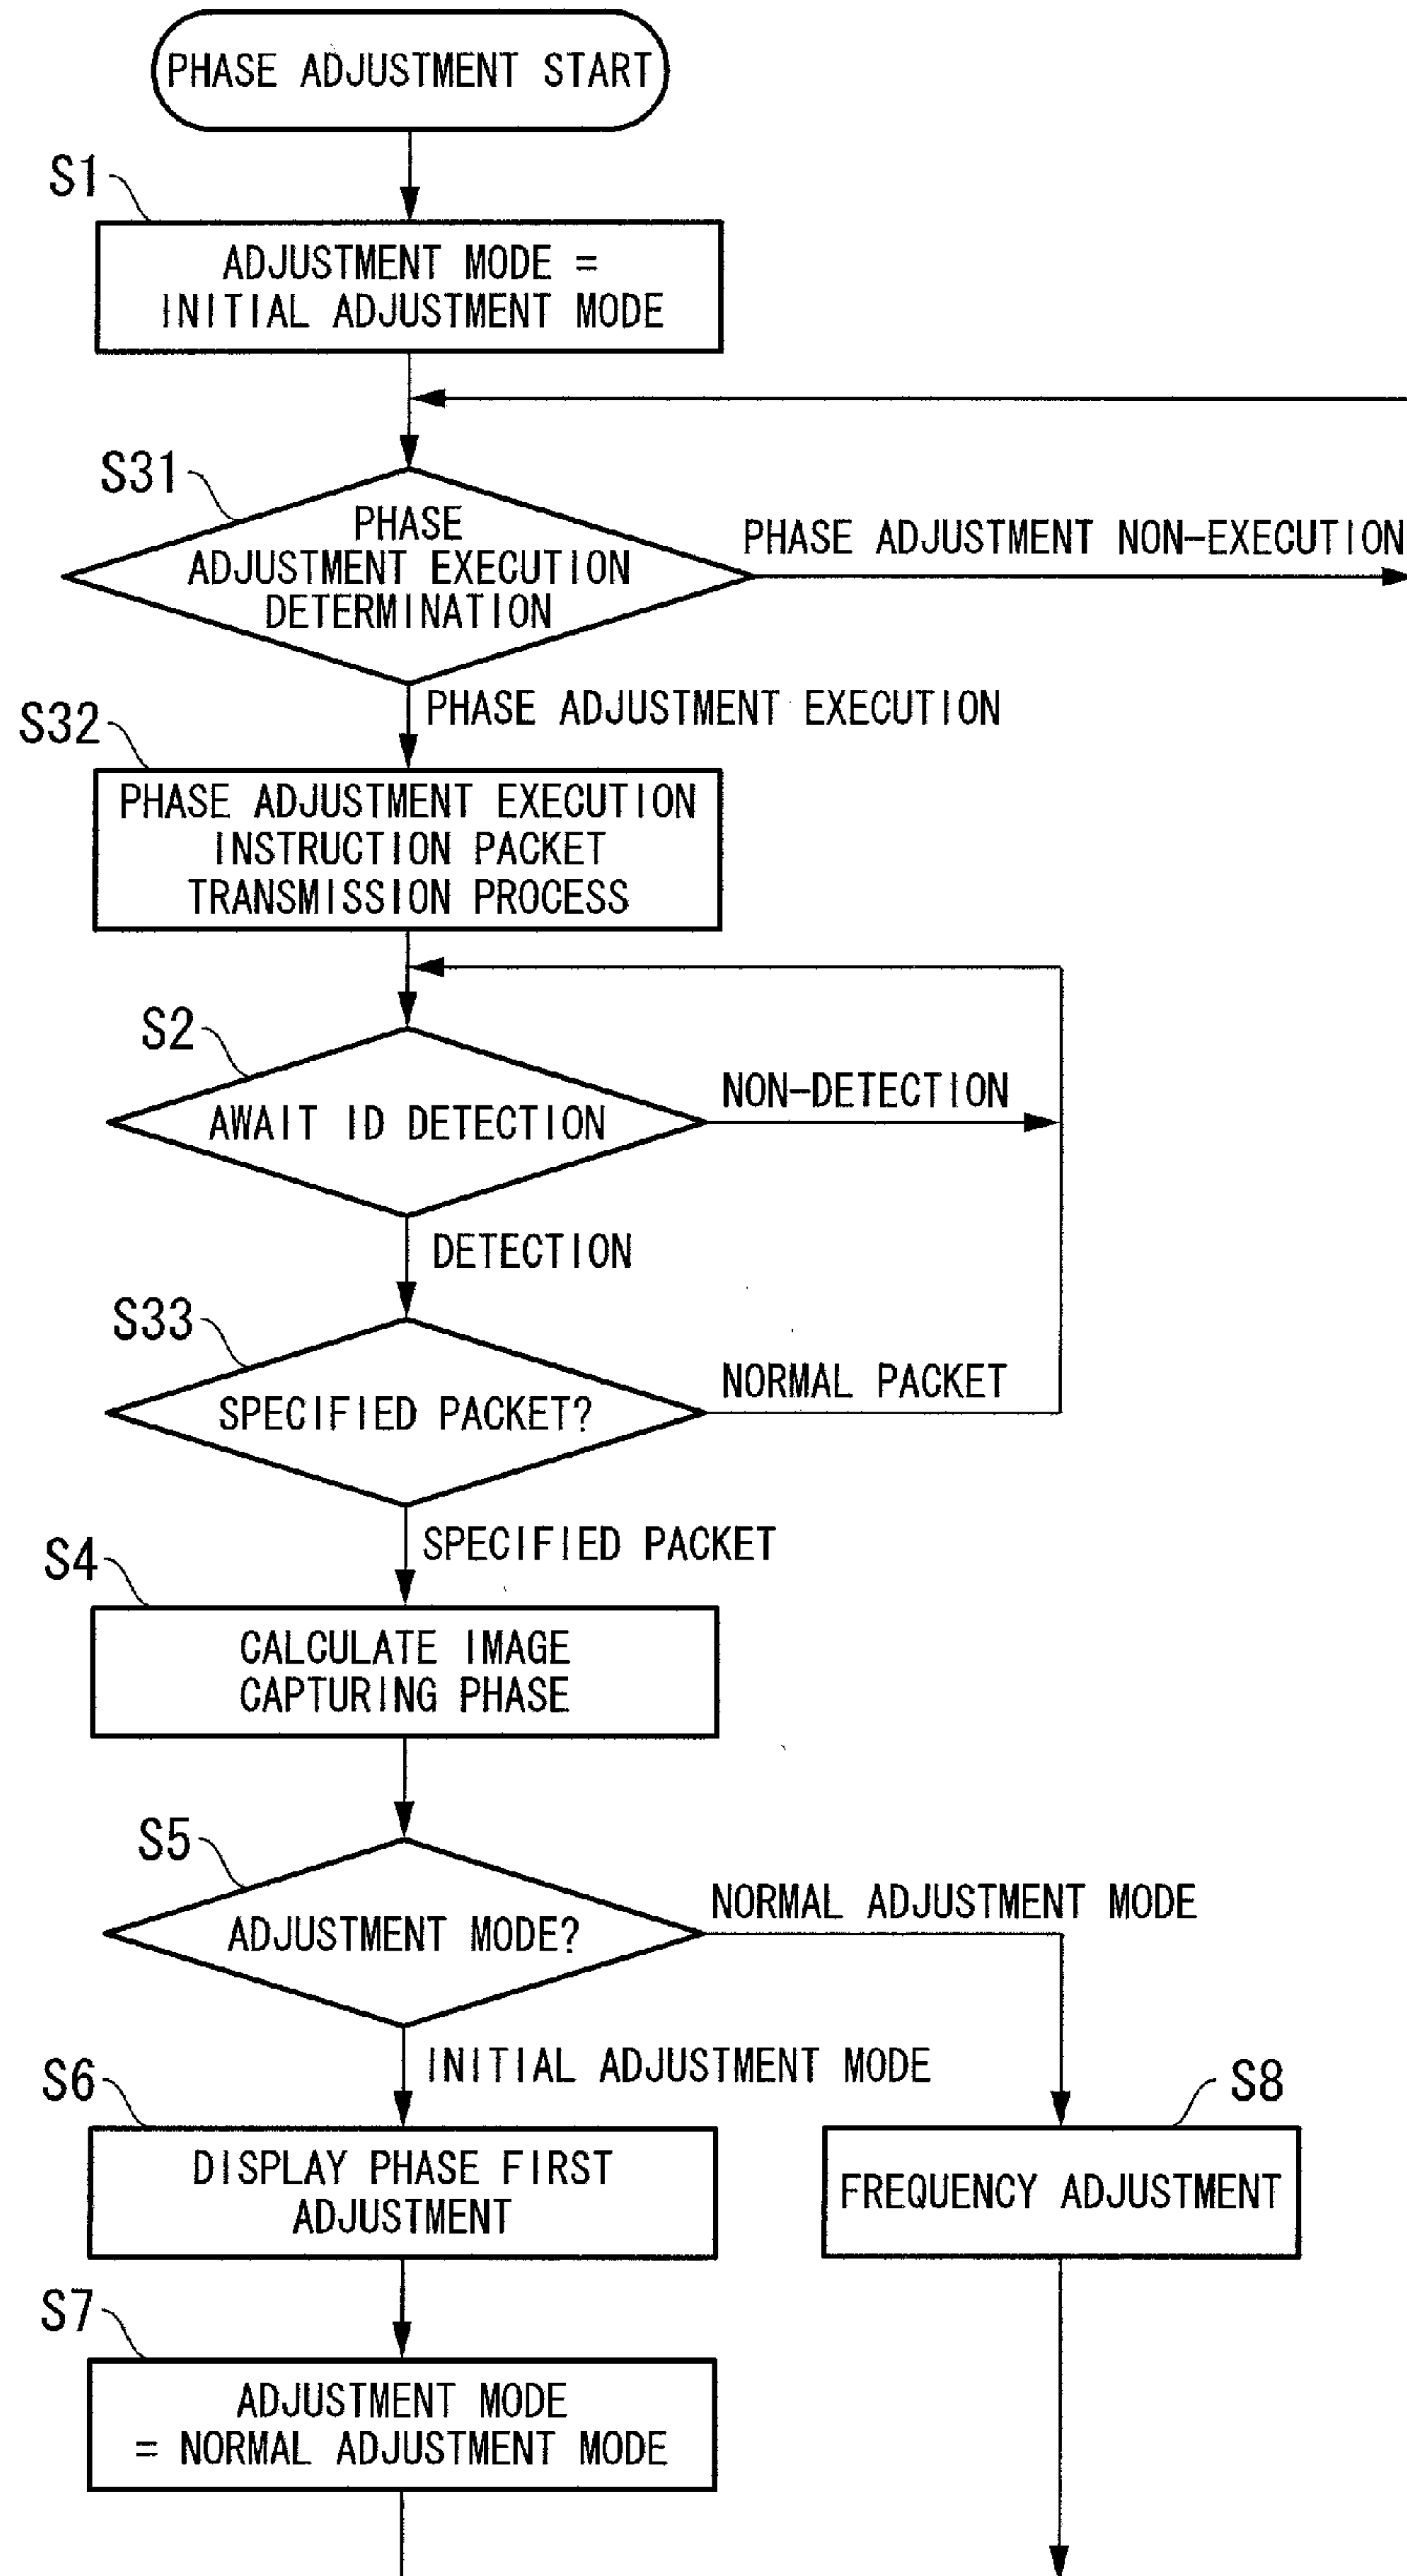 PHASE ADJUSTMENT START
S1
ADJUSTMENT MODE =
INITIAL ADJUSTMENT MODE
S31
PHASE
ADJUSTMENT EXECUTION
DETERMINATION
PHASE ADJUSTMENT NON-EXECUTION
PHASE ADJUSTMENT EXECUTION
S32
PHASE ADJUSTMENT EXECUTION
INSTRUCTION PACKET
TRANSMISSION PROCESS
S2
AWAIT ID DETECTION
NON-DETECTION
DETECTION
S33
SPECIFIED PACKET?
NORMAL PACKET
SPECIFIED PACKET
S4
CALCULATE IMAGE
CAPTURING PHASE
S5
ADJUSTMENT MODE?
NORMAL ADJUSTMENT MODE
INITIAL ADJUSTMENT MODE
S6
DISPLAY PHASE FIRST
ADJUSTMENT
S8
FREQUENCY ADJUSTMENT
S7
ADJUSTMENT MODE
= NORMAL ADJUSTMENT MODE